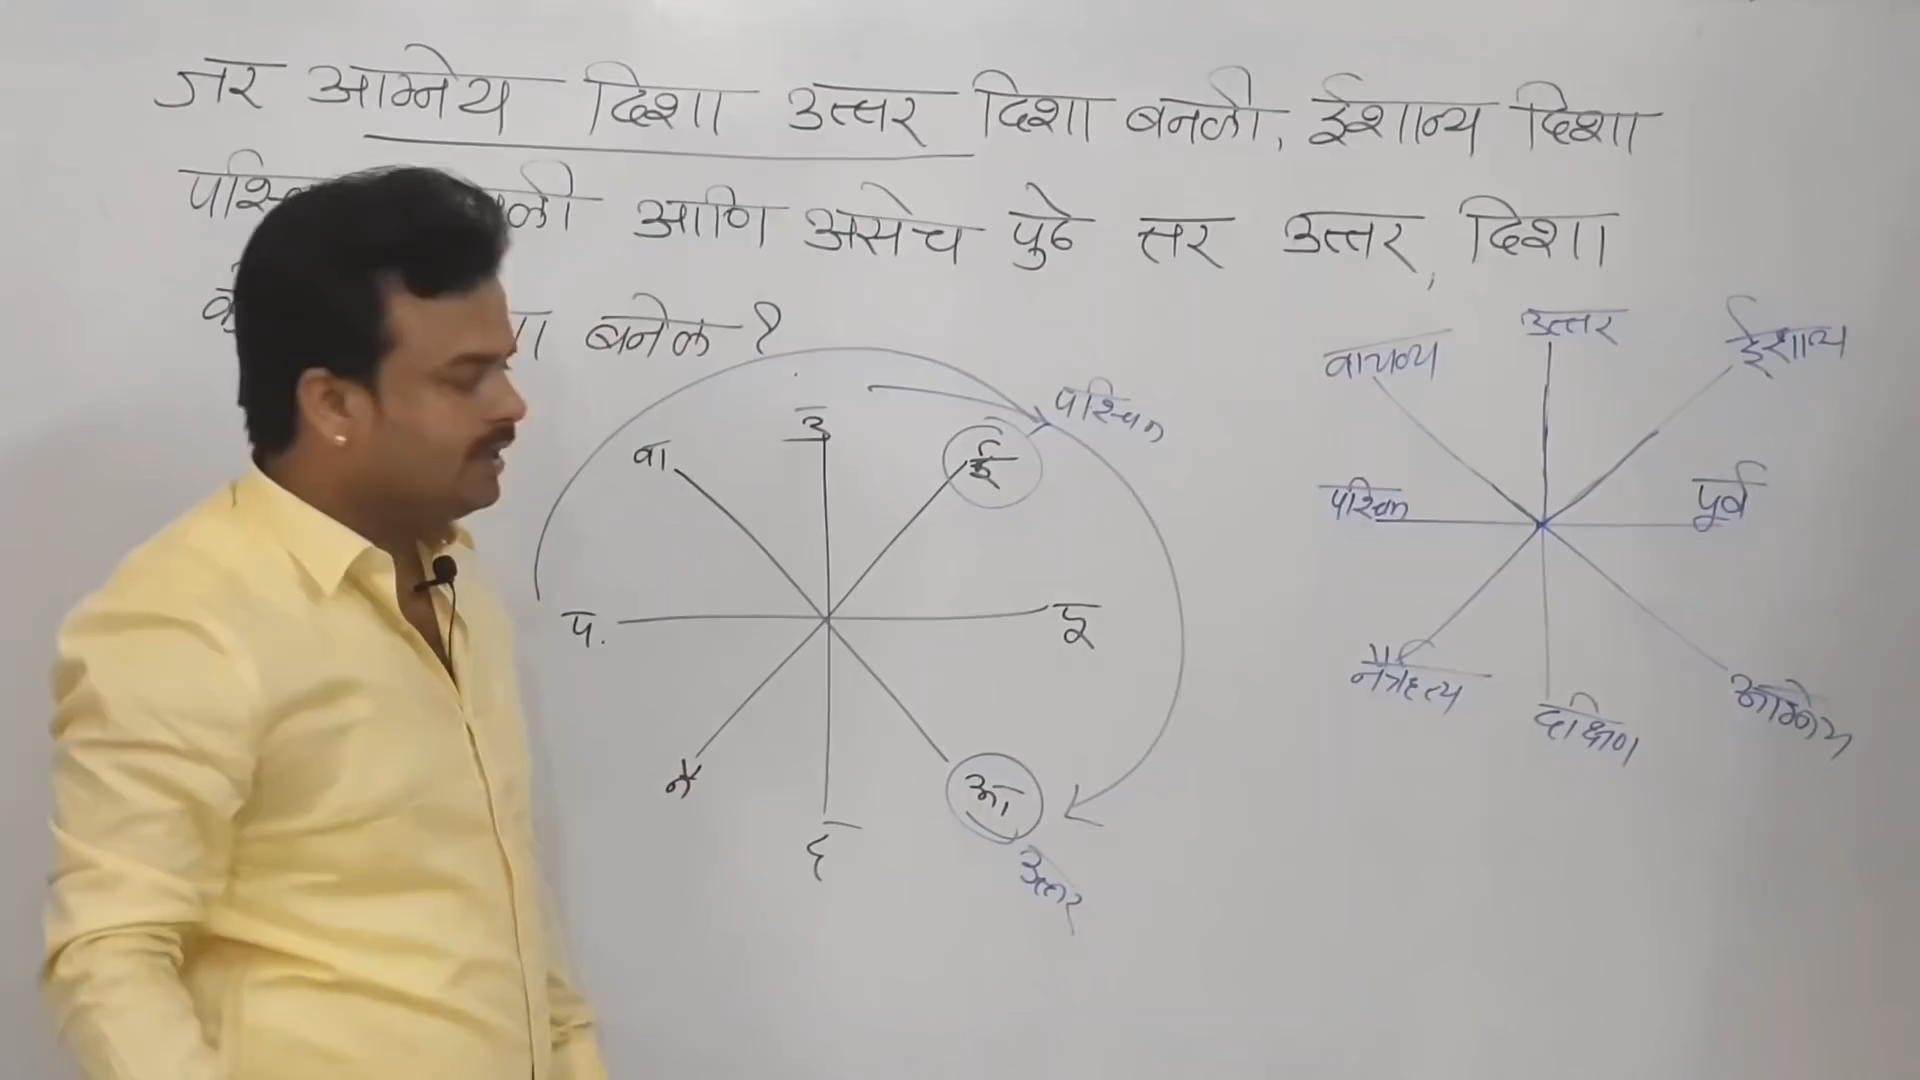 जर आग्नेय दिशा उत्तर दिशा बनली, ईशान्य दिशा
आणि असेच पुढे तर उत्तर, दिशा
बनेल ?
उत्तर
ईशान्य
वायव्य
पश्चिम
पूर्व
नैऋत्य
दक्षिण
आग्नेय
उ
वा
ई
पश्चिम
प.
पू
नै
द
आ
उत्तर